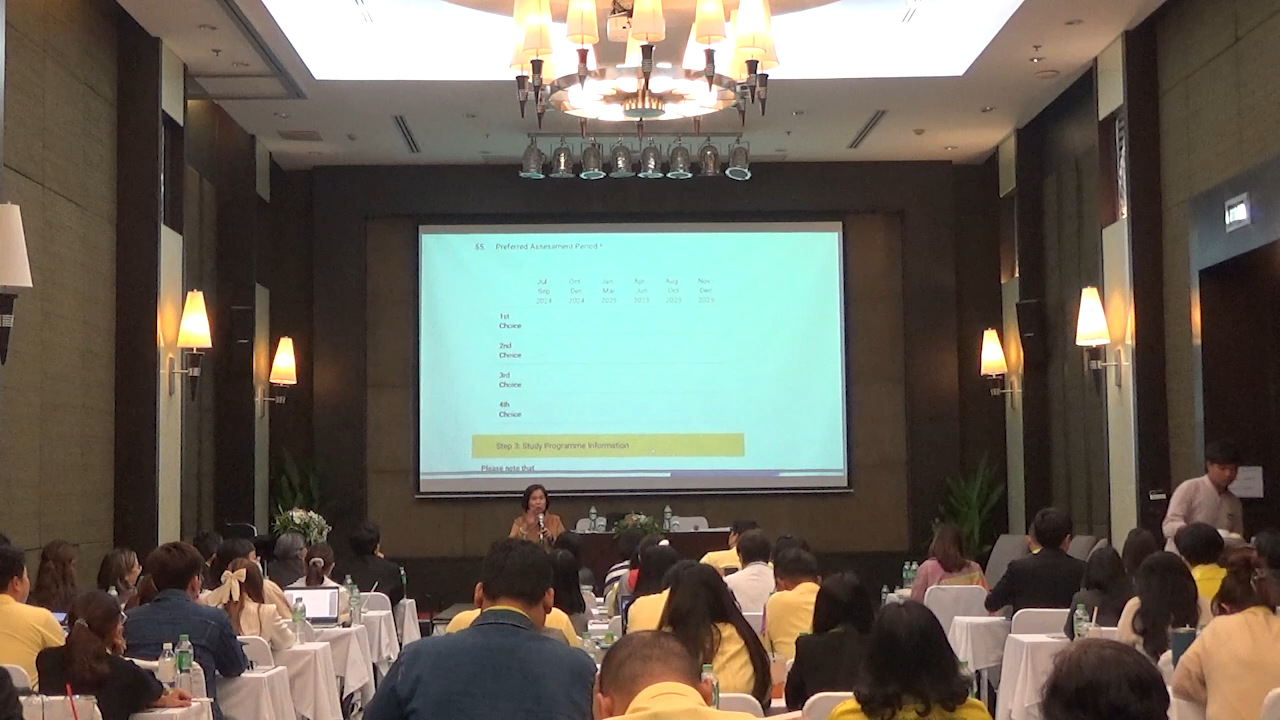 55. Preferred Assessment Period *
Jul Oct Jan Apr Aug Nov
Sep Dec Mar Jun Oct Dec
2024 2024 2025 2025 2025 2025
1st
Choice
2nd
Choice
3rd
Choice
4th
Choice
Step 3: Study Programme Information
Please note that